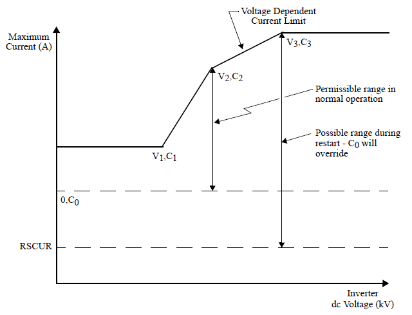 Voltage Dependent
Current Limit
Maximum
Current (A)
V3,C3
V2,C2
Permissible range in
normal operation
Possible range during
restart - C0 will
override
V1,C1
0,C0
RSCUR
Inverter
dc Voltage (kV)